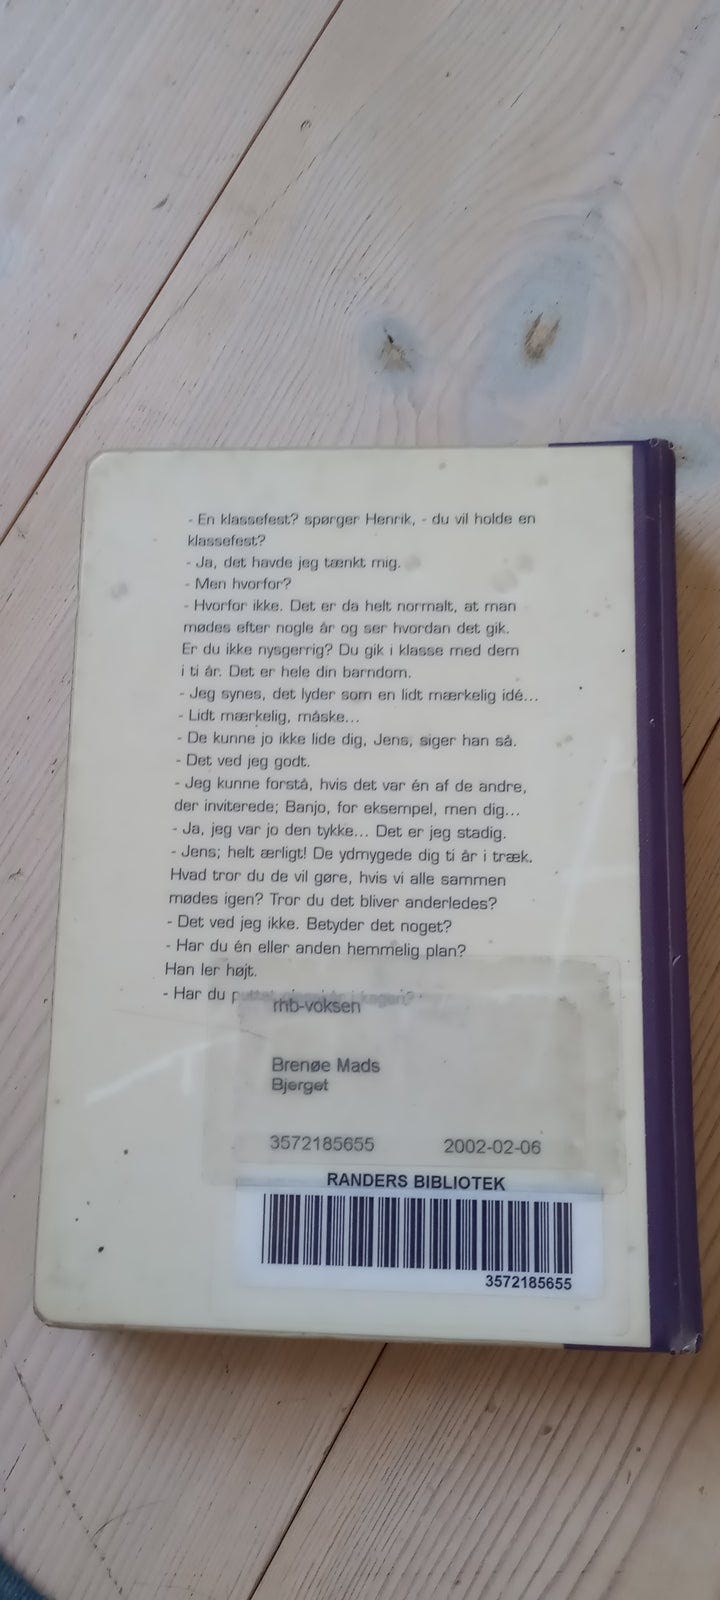 - En klassefest? spørger Henrik, - du vil holde en
klassefest?
- Ja, det havde jeg tænkt mig.
- Men hvorfor?
- Hvorfor ikke. Det er da helt normalt, at man
mødes efter nogle år og ser hvordan det gik.
Er du ikke nysgerrig? Du gik i klasse med dem
i ti år. Det er hele din barndom.
- Jeg synes, det lyder som en lidt mærkelig idé...
- Lidt mærkelig, måske...
- De kunne jo ikke lide dig, Jens, siger han så.
- Det ved jeg godt.
- Jeg kunne forstå, hvis det var én af de andre,
der inviterede; Banjo, for eksempel, men dig...
- Ja, jeg var jo den tykke... Det er jeg stadig.
- Jens; helt ærligt! De ydmygede dig ti år i træk.
Hvad tror du de vil gøre, hvis vi alle sammen
mødes igen? Tror du det bliver anderledes?
- Det ved jeg ikke. Betyder det noget?
- Har du én eller anden hemmelig plan?
Han ler højt.
- Har du puttet i kagen?
rhb-voksen
Brenøe Mads
Bjerget
3572185655 2002-02-06
RANDERS BIBLIOTEK
3572185655